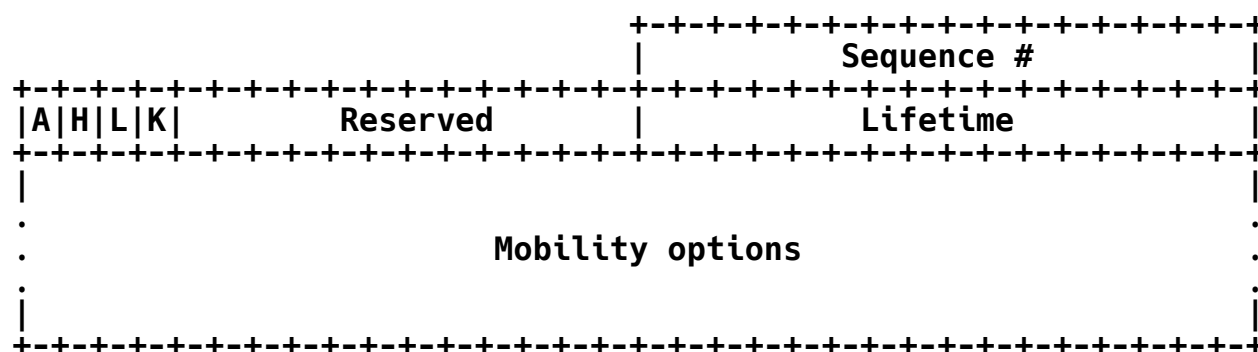 +-+-+-+-+-+-+-+-+-+-+-+-+-+-+-+-+
                                |          Sequence #           |
+-+-+-+-+-+-+-+-+-+-+-+-+-+-+-+-+-+-+-+-+-+-+-+-+-+-+-+-+-+-+-+-+
|A|H|L|K|        Reserved       |           Lifetime            |
+-+-+-+-+-+-+-+-+-+-+-+-+-+-+-+-+-+-+-+-+-+-+-+-+-+-+-+-+-+-+-+-+
|                                                               |
.                                                               .
.                        Mobility options                       .
.                                                               .
|                                                               |
+-+-+-+-+-+-+-+-+-+-+-+-+-+-+-+-+-+-+-+-+-+-+-+-+-+-+-+-+-+-+-+-+